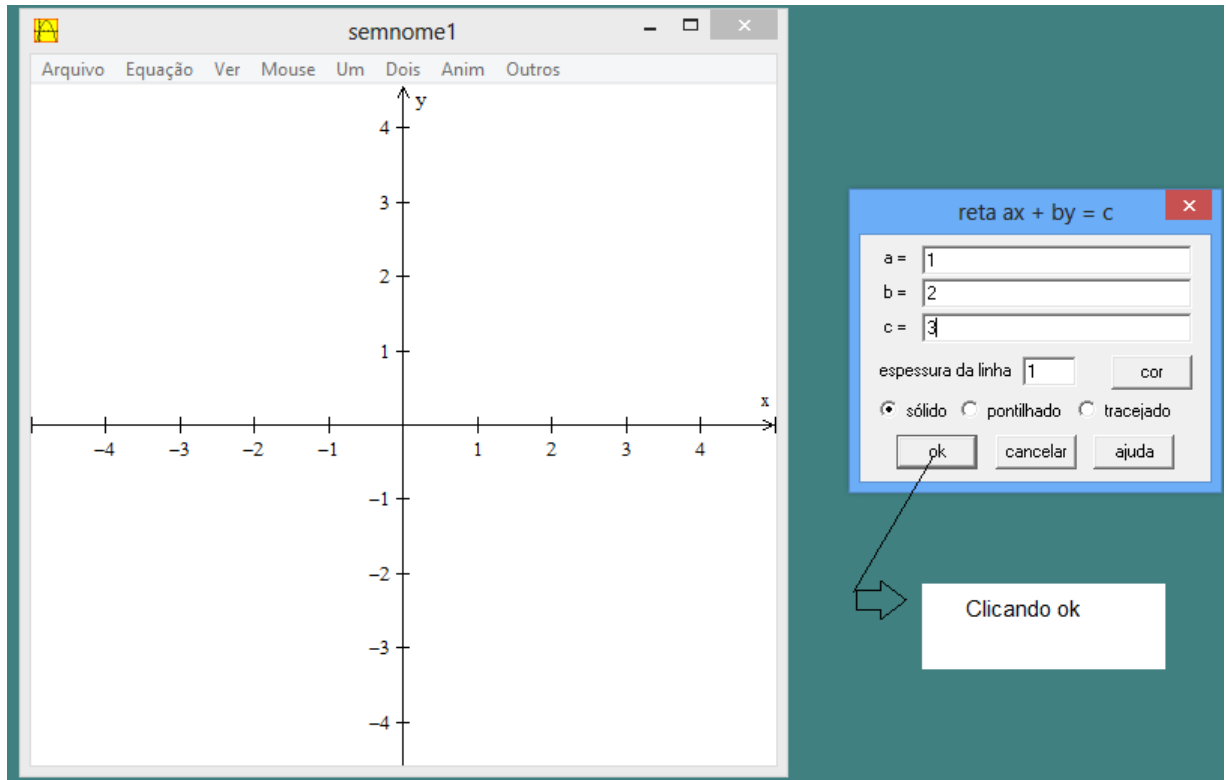 semnome1
Arquivo Equação Ver Mouse Um Dois Anim Outros
y
4
3
2
1
x
−4 −3 −2 −1 1 2 3 4
−1
−2
−3
−4
reta ax + by = c
a = 1
b = 2
c = 3
espessura da linha 1 cor
sólido pontilhado tracejado
ok cancelar ajuda
Clicando ok